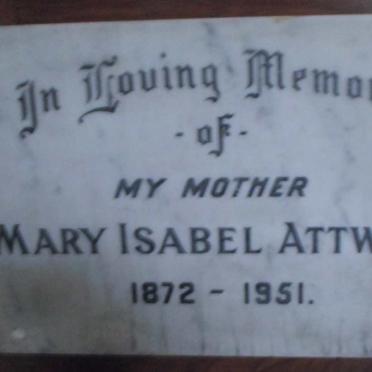 In Loving Memo
- of -
MY MOTHER
MARY ISABEL ATTW
1872 - 1951.